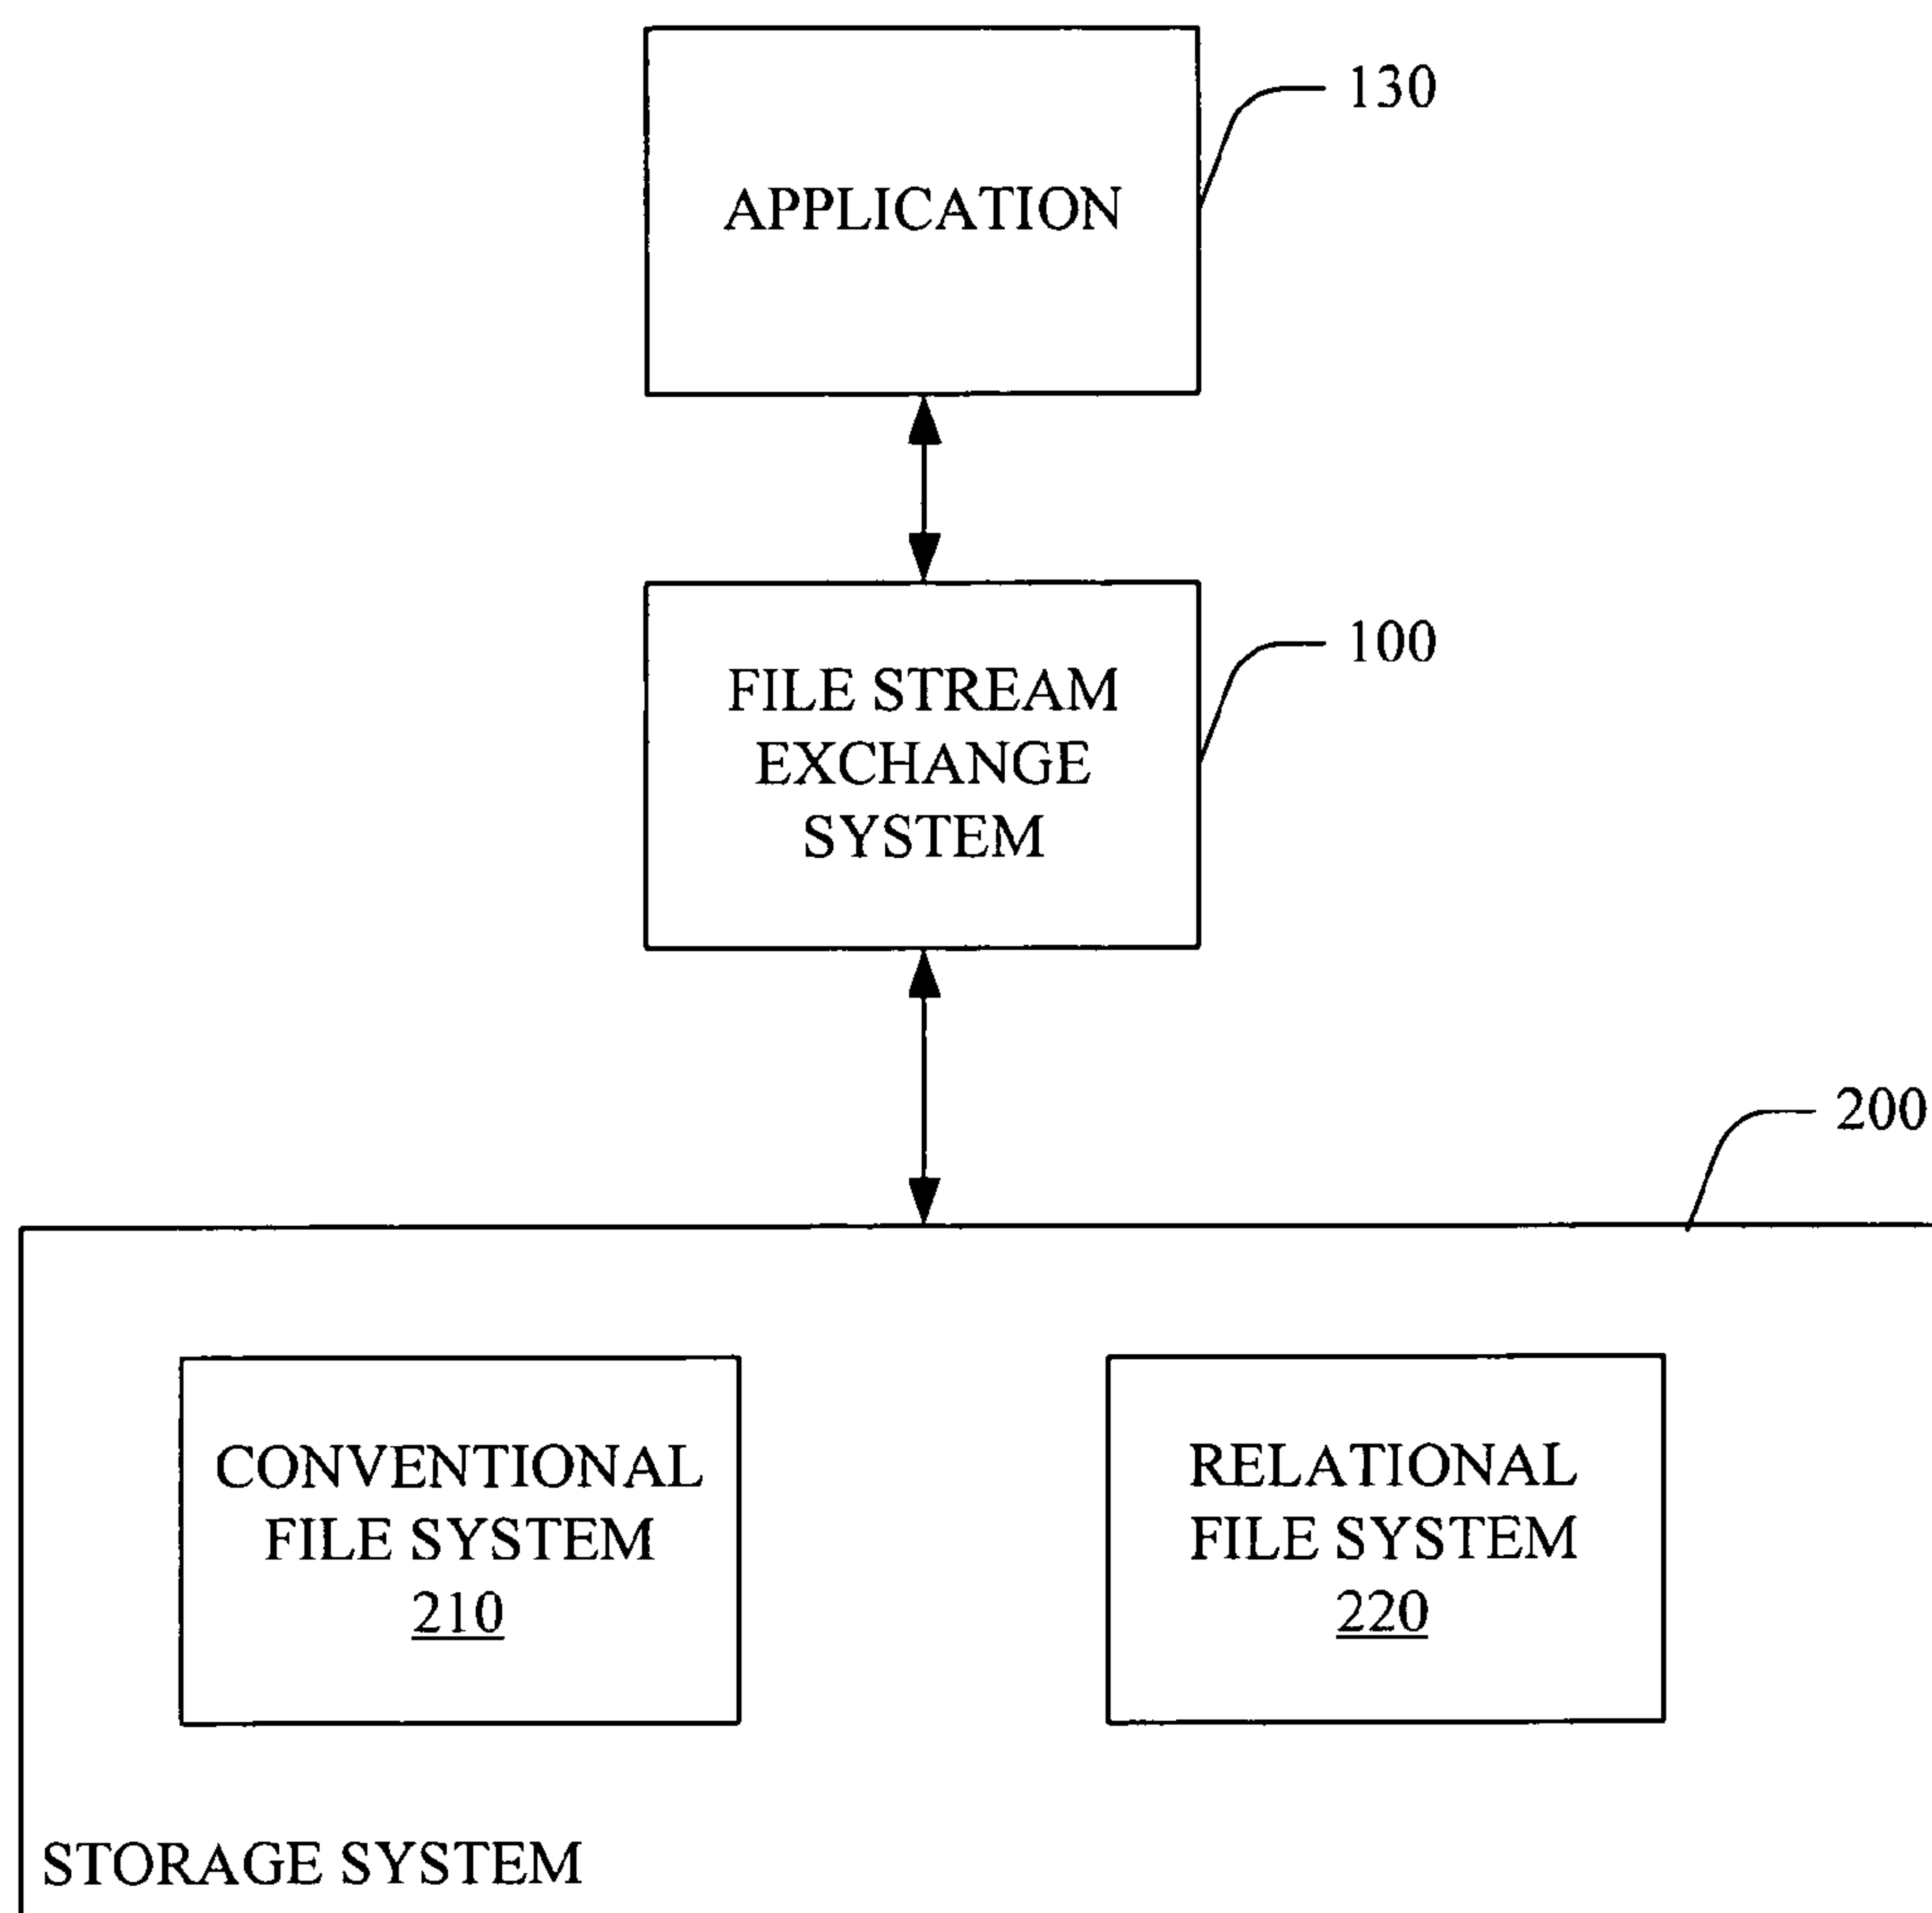 130
APPLICATION
100
FILE STREAM
EXCHANGE
SYSTEM
200
CONVENTIONAL
FILE SYSTEM
210
RELATIONAL
FILE SYSTEM
220
STORAGE SYSTEM